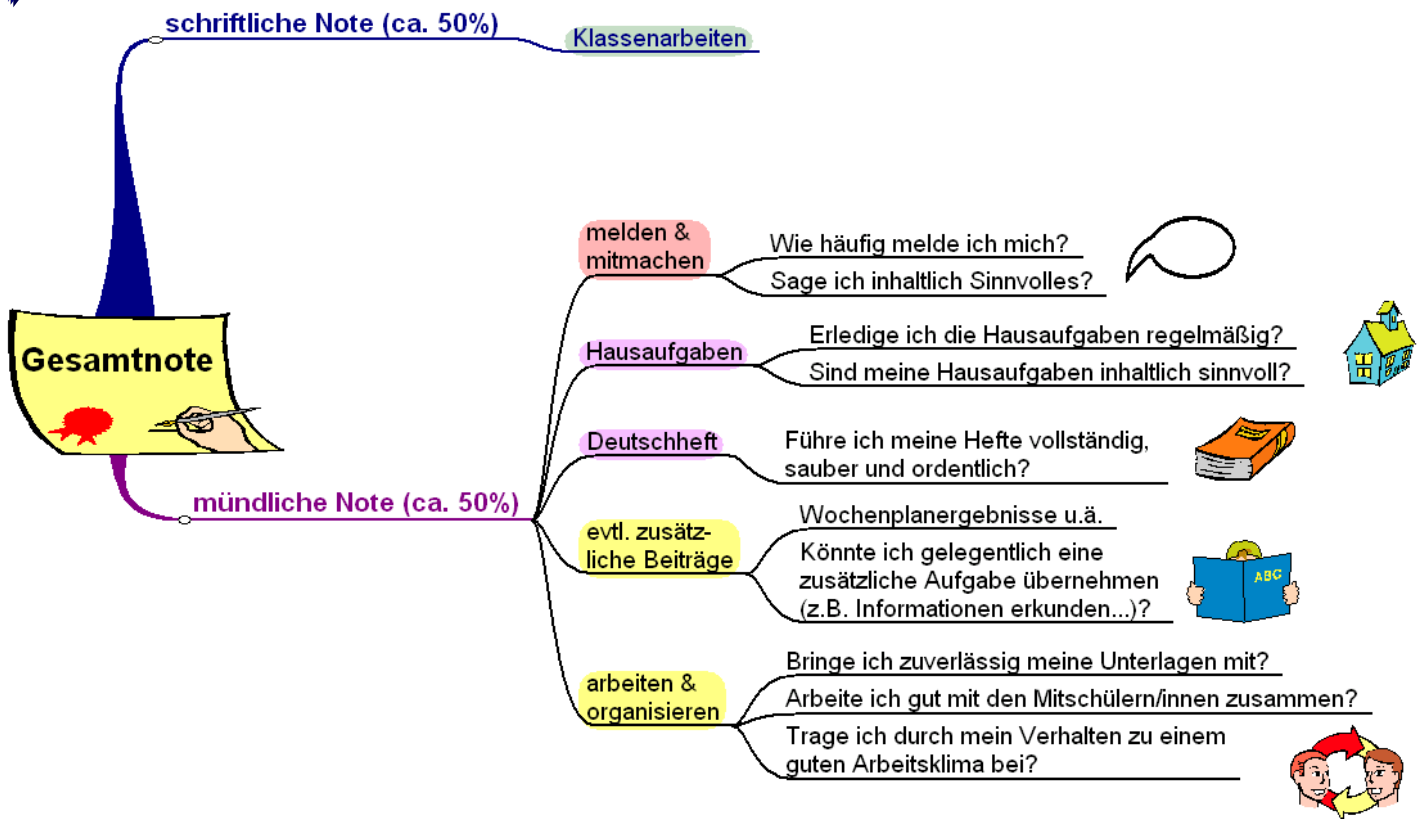 schriftliche Note (ca. 50%)
Klassenarbeiten
Gesamtnote
mündliche Note (ca. 50%)
melden &
mitmachen
Wie häufig melde ich mich?
Sage ich inhaltlich Sinnvolles?
Hausaufgaben
Erledige ich die Hausaufgaben regelmäßig?
Sind meine Hausaufgaben inhaltlich sinnvoll?
Deutschheft
Führe ich meine Hefte vollständig,
sauber und ordentlich?
evtl. zusätz-
liche Beiträge
Wochenplanergebnisse u.ä.
Könnte ich gelegentlich eine
zusätzliche Aufgabe übernehmen
(z.B. Informationen erkunden...)?
ABC
arbeiten &
organisieren
Bringe ich zuverlässig meine Unterlagen mit?
Arbeite ich gut mit den Mitschülern/innen zusammen?
Trage ich durch mein Verhalten zu einem
guten Arbeitsklima bei?